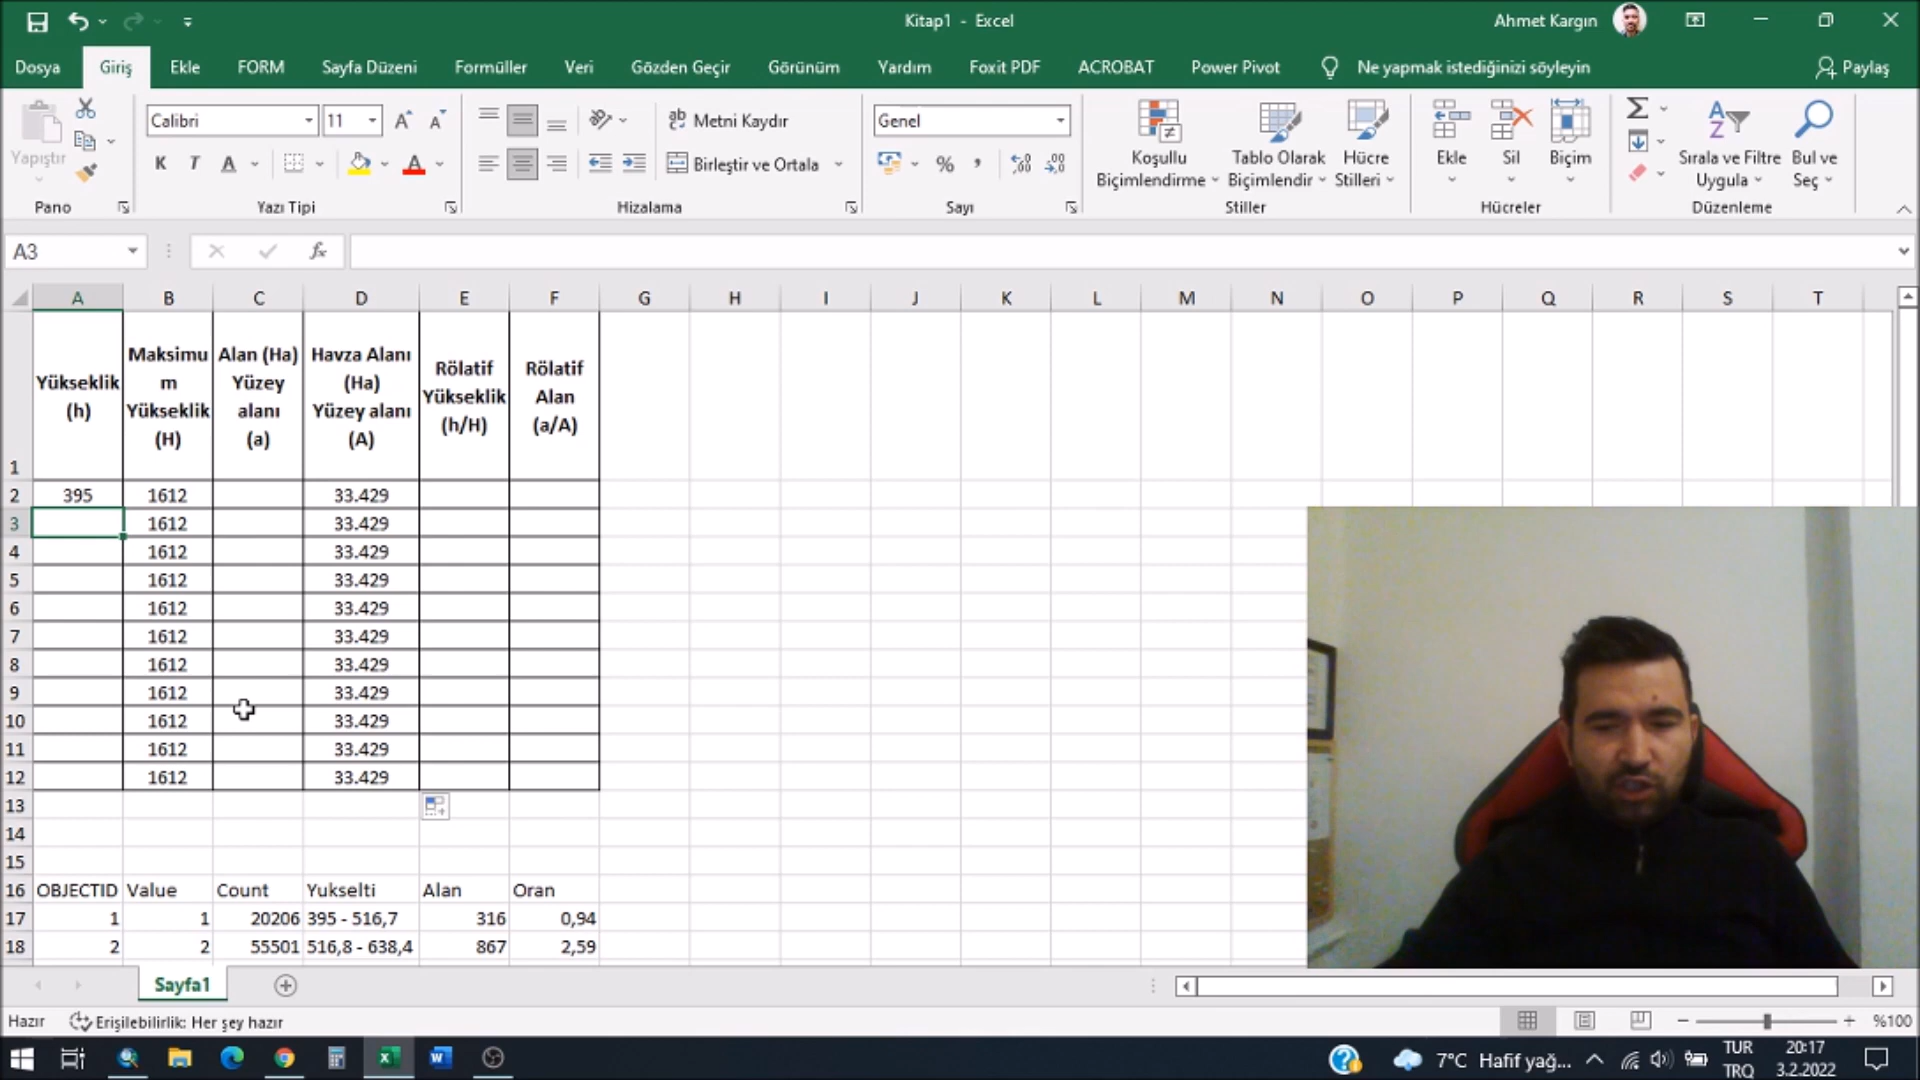 Kitap1 - Excel
Ahmet Kargın
Dosya Giriş Ekle FORM Sayfa Düzeni Formüller Veri Gözden Geçir Görünüm Yardım Foxit PDF ACROBAT Power Pivot Ne yapmak istediğinizi söyleyin Paylaş
Yapıştır
Calibri 11
K T A
Metni Kaydır
Birleştir ve Ortala
Genel
%
Koşullu Biçimlendirme
Tablo Olarak Biçimlendir
Hücre Stilleri
Ekle
Sil
Biçim
Sırala ve Filtre Uygula
Bul ve Seç
Pano Yazı Tipi Hizalama Sayı Stiller Hücreler Düzenleme
A3 fx
A B C D E F G H I J K L M N O P Q R S T
Yükseklik (h)
Maksimu m Yükseklik (H)
Alan (Ha) Yüzey alanı (a)
Havza Alanı (Ha) Yüzey alanı (A)
Rölatif Yükseklik (h/H)
Rölatif Alan (a/A)
1
2 395 1612 33.429
3 1612 33.429
4 1612 33.429
5 1612 33.429
6 1612 33.429
7 1612 33.429
8 1612 33.429
9 1612 33.429
10 1612 33.429
11 1612 33.429
12 1612 33.429
13
14
15
16 OBJECTID Value Count Yukselti Alan Oran
17 1 1 20206 395 - 516,7 316 0,94
18 2 2 55501 516,8 - 638,4 867 2,59
Sayfa1
Hazır Erişilebilirlik: Her şey hazır %100
7°C Hafif yağ... TUR 20:17
TRQ 3.2.2022